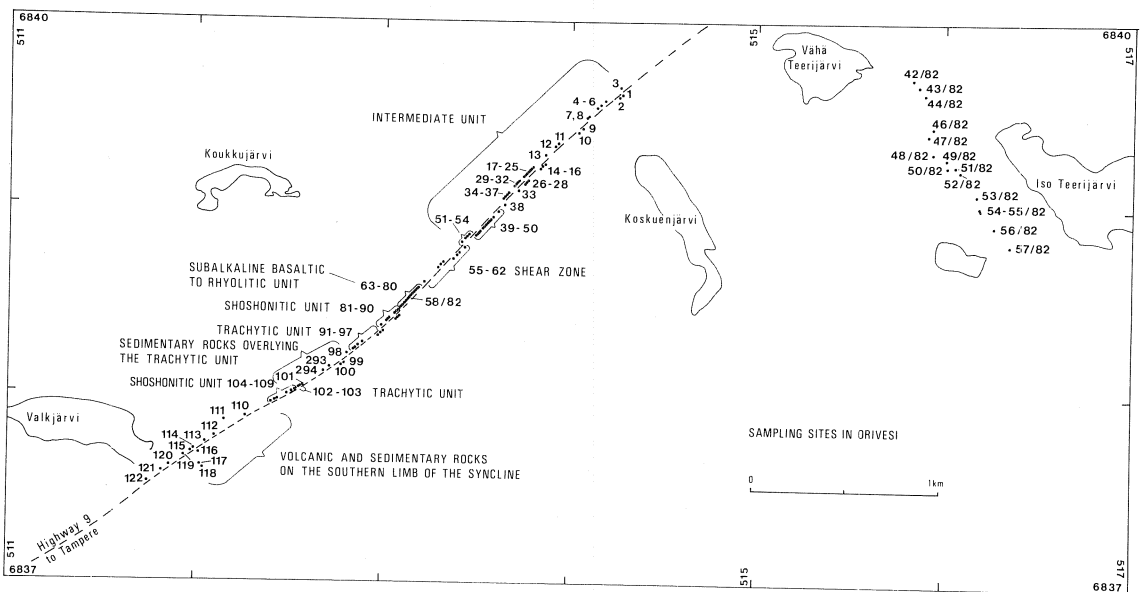 6840
511
515
6840
517
Vähä
Teerijärvi
42/82
43/82
44/82
46/82
47/82
48/82
49/82
50/82
51/82
52/82
53/82
54-55/82
56/82
57/82
Iso Teerijärvi
3
1
2
4-6
7,8
9
10
INTERMEDIATE UNIT
11
12
13
14-16
17-25
26-28
29-32
33
34-37
38
39-50
51-54
Koukkujärvi
Koskuenjärvi
55-62 SHEAR ZONE
SUBALKALINE BASALTIC
TO RHYOLITIC UNIT
63-80
58/82
SHOSHONITIC UNIT 81-90
TRACHYTIC UNIT 91-97
SEDIMENTARY ROCKS OVERLYING
THE TRACHYTIC UNIT
98
99
100
293
294
101
SHOSHONITIC UNIT 104-109
102-103 TRACHYTIC UNIT
110
111
112
113
114
115
116
117
118
119
120
121
122
Valkjärvi
VOLCANIC AND SEDIMENTARY ROCKS
ON THE SOUTHERN LIMB OF THE SYNCLINE
SAMPLING SITES IN ORIVESI
0
1km
Highway 9
to Tampere
511
6837
515
517
6837